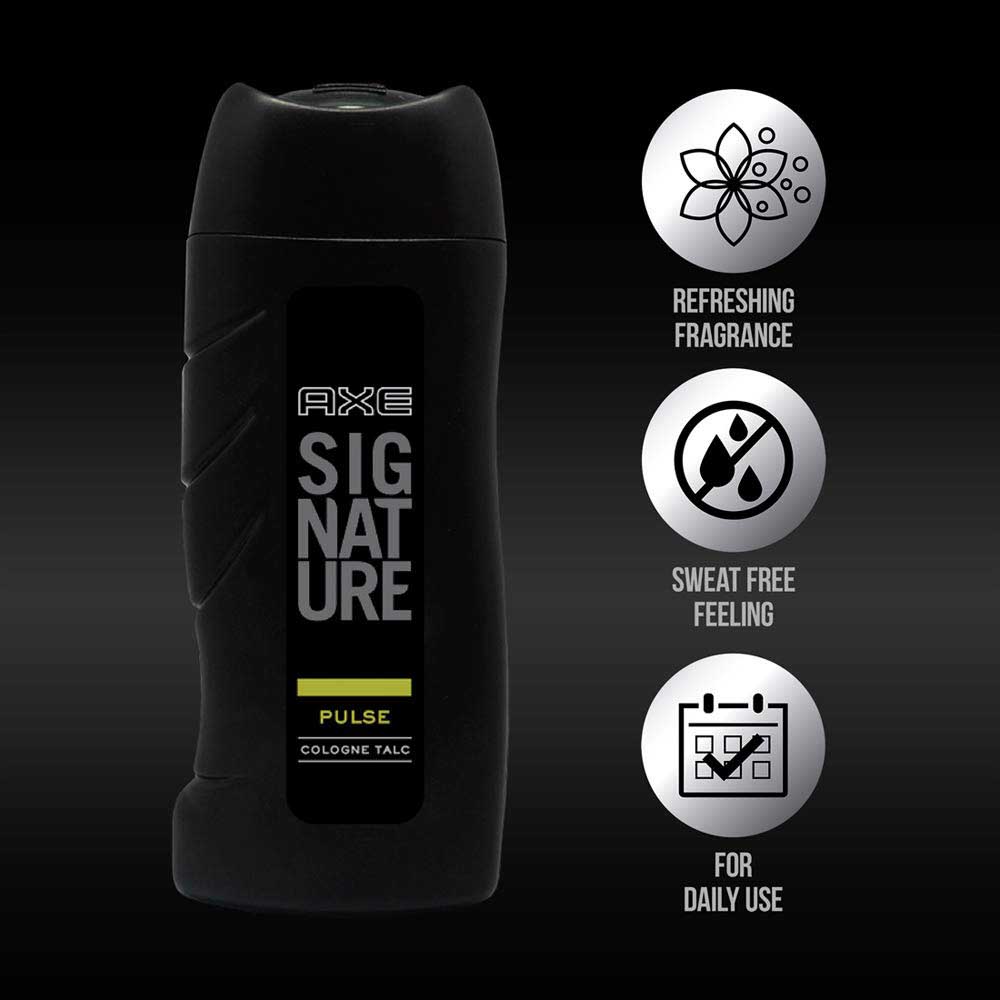 AXE
SIG
NAT
URE
PULSE
COLOGNE TALC
REFRESHING
FRAGRANCE
SWEAT FREE
FEELING
FOR
DAILY USE